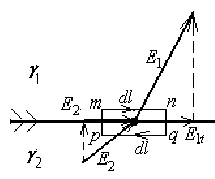 E₁
γ₁
E₂ m dl n
p dl q E₁ₜ
γ₂ E₂